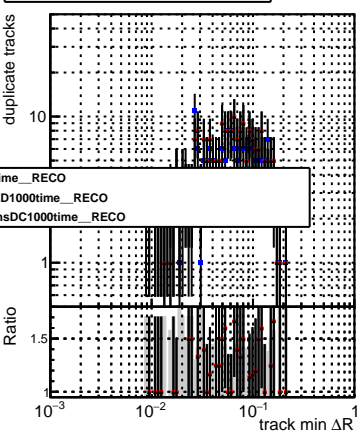 duplicate tracks
10
ime__RECO
D1000time__RECO
nsDC1000time__RECO
1
Ratio
1.5
1
10⁻³ 10⁻² 10⁻¹ 1
track min ΔR